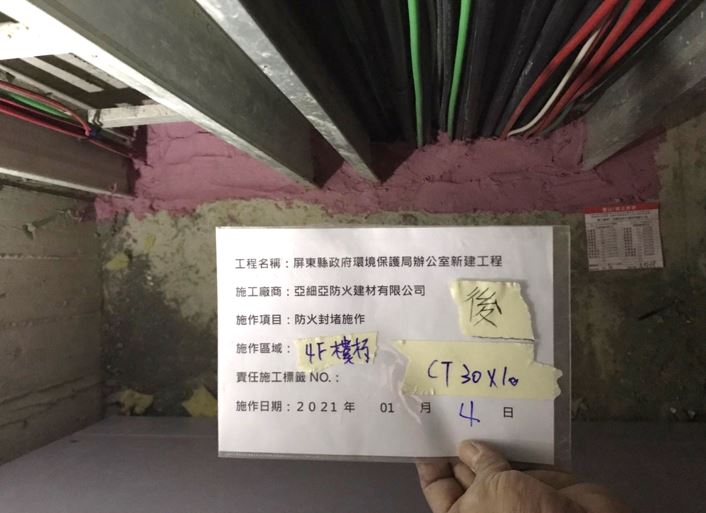 工程名稱：屏東縣政府環境保護局辦公室新建工程
施工廠商：亞細亞防火建材有限公司
後
施作項目：防火封堵施作
施作區域：4F樓板
責任施工標籤 NO.：
CT 30X10
施作日期：2021 年 01 月 4 日